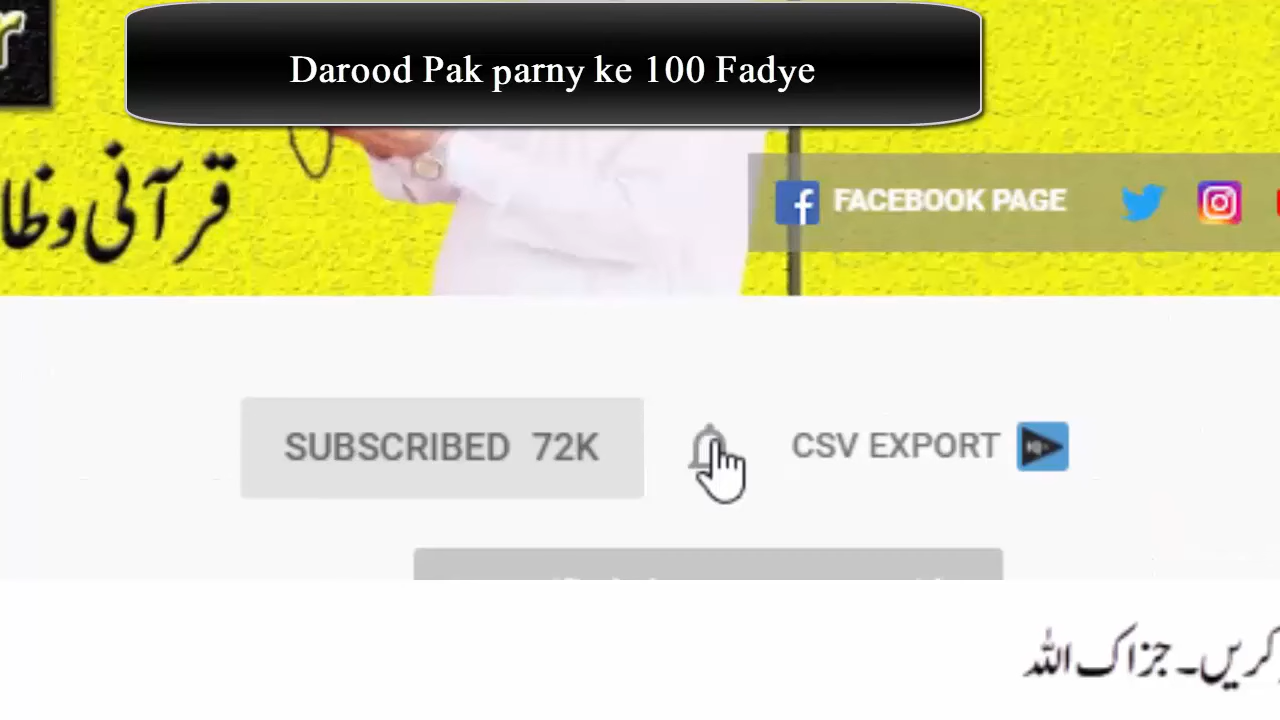 Darood Pak parny ke 100 Fadye
قرآنی وظا
FACEBOOK PAGE
SUBSCRIBED 72K
CSV EXPORT
کریں۔ جزاک اللہ